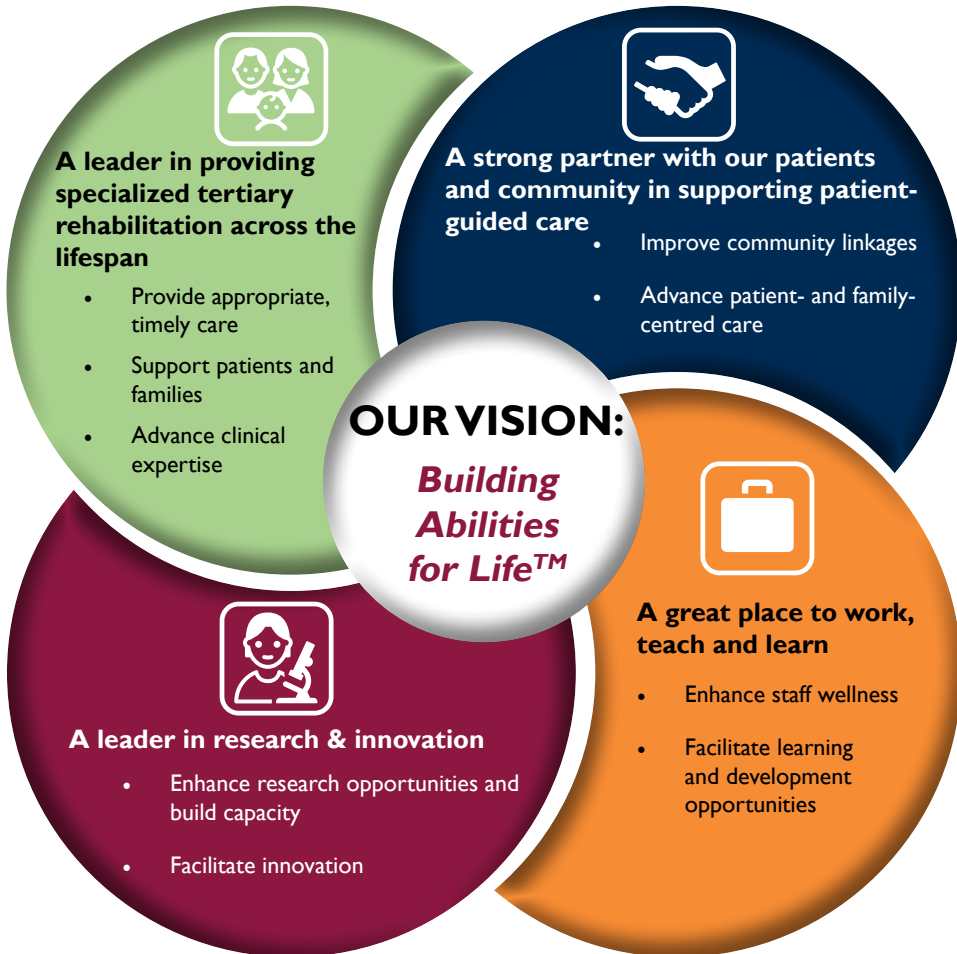 A leader in providing
specialized tertiary
rehabilitation across the
lifespan
• Provide appropriate,
timely care
• Support patients and
families
• Advance clinical
expertise
A strong partner with our patients
and community in supporting patient-
guided care
• Improve community linkages
• Advance patient- and family-
centred care
OUR VISION:
Building
Abilities
for Life™
A leader in research & innovation
• Enhance research opportunities and
build capacity
• Facilitate innovation
A great place to work,
teach and learn
• Enhance staff wellness
• Facilitate learning
and development
opportunities